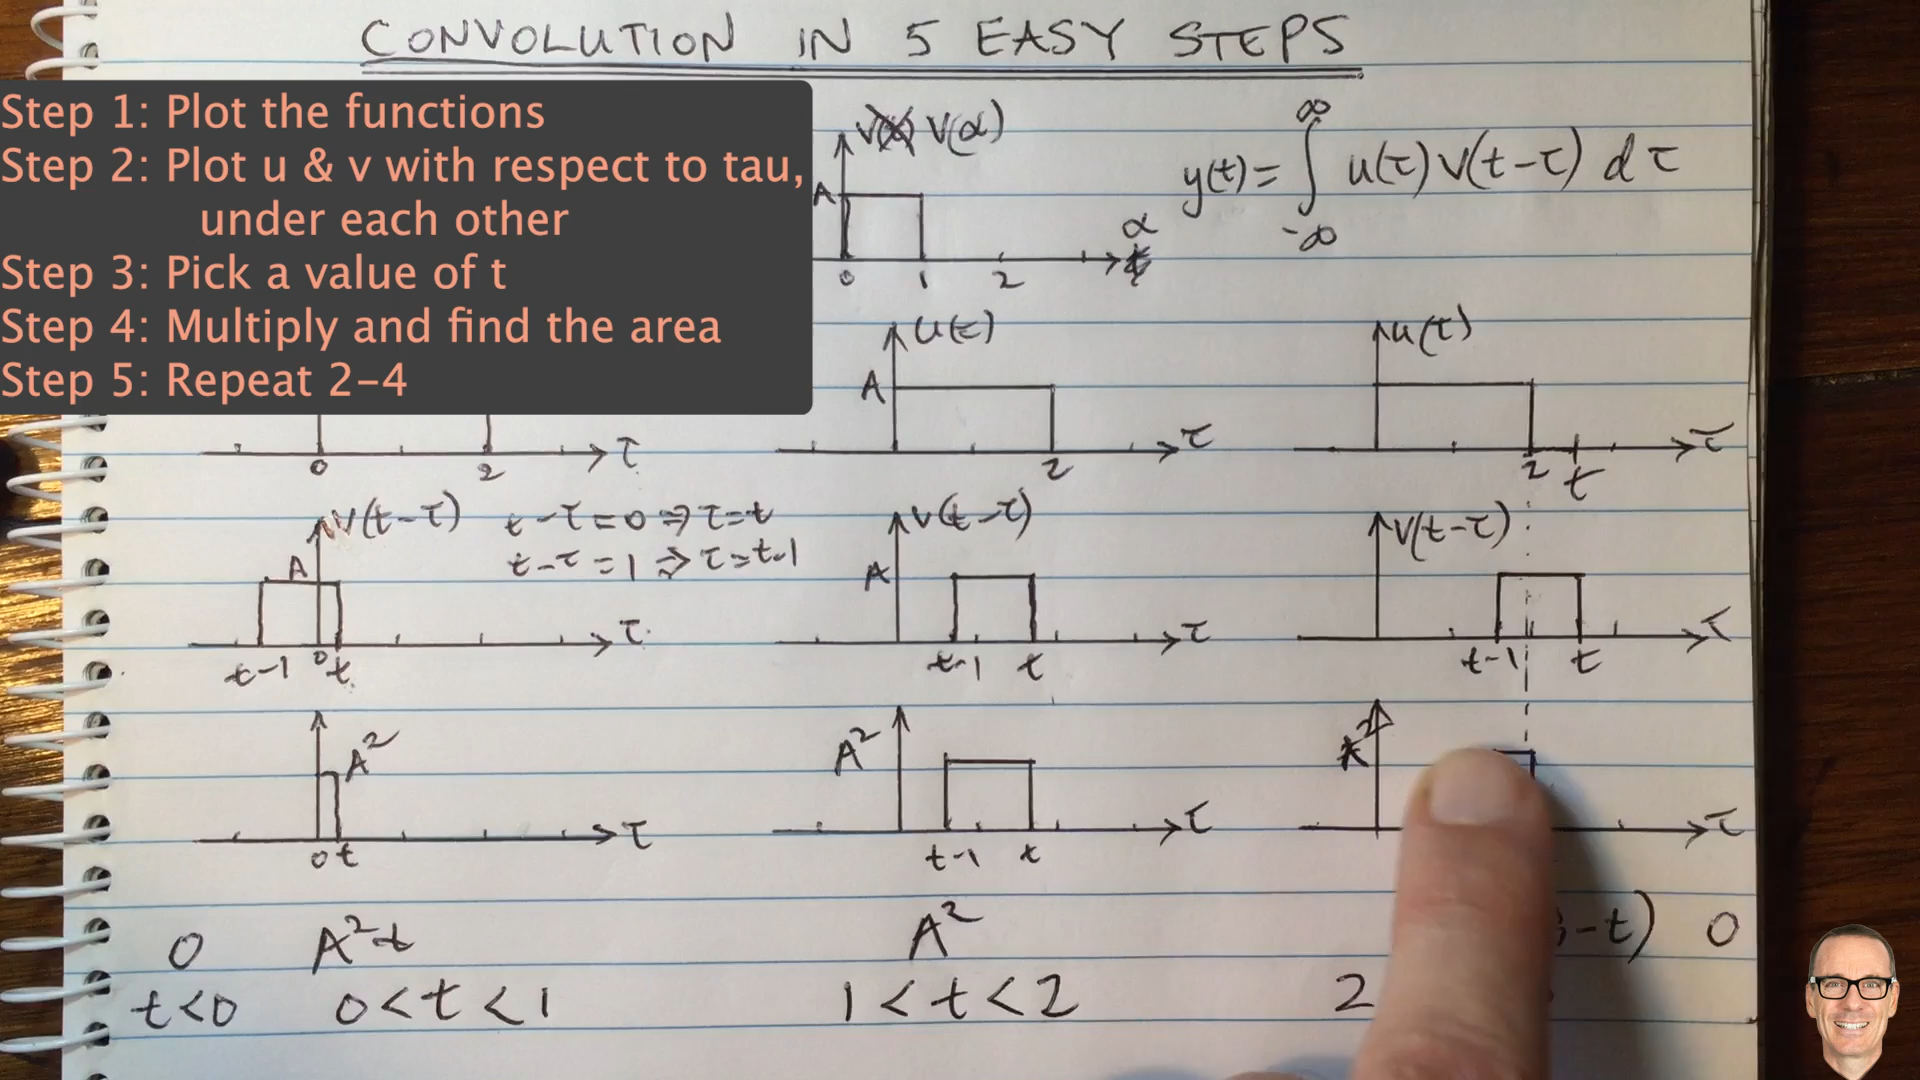 CONVOLUTION IN 5 EASY STEPS
Step 1: Plot the functions
Step 2: Plot u & v with respect to tau,
under each other
Step 3: Pick a value of t
Step 4: Multiply and find the area
Step 5: Repeat 2-4
V(α)
A
0 1 2
α
y(t) = ∫ u(τ) v(t-τ) dτ
∞
-∞
0 2 τ
u(τ)
A
2 τ
u(τ)
2 t τ
v(t-τ)
A
t-1 0 t τ
t-τ=0 ⇒ τ=t
t-τ=1 ⇒ τ=t-1
v(t-τ)
A
t-1 t τ
v(t-τ)
t-1 t τ
A²
0 t τ
A²
t-1 t τ
A²
τ
0 A²t A² -t) 0
t<0 0<t<1 1<t<2 2